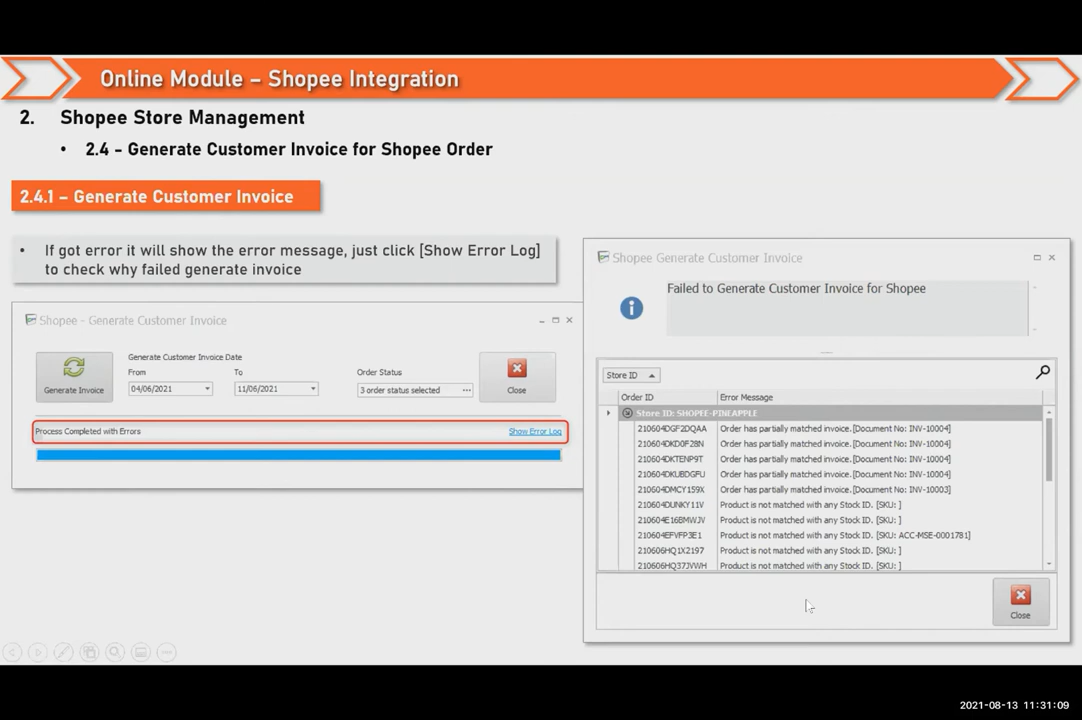 Online Module – Shopee Integration
2. Shopee Store Management
• 2.4 - Generate Customer Invoice for Shopee Order
2.4.1 – Generate Customer Invoice
• If got error it will show the error message, just click [Show Error Log]
to check why failed generate invoice
Shopee - Generate Customer Invoice
Generate Invoice
Generate Customer Invoice Date
From
To
04/06/2021
11/06/2021
Order Status
3 order status selected
Close
Process Completed with Errors
Show Error Log
Shopee Generate Customer Invoice
Failed to Generate Customer Invoice for Shopee
Store ID
Order ID Error Message
Store ID: SHOPEE-PINEAPPLE
210604DGF2DQAA Order has partially matched invoice.[Document No: INV-10004]
210604DKD0F28N Order has partially matched invoice.[Document No: INV-10004]
210604DKTENP9T Order has partially matched invoice.[Document No: INV-10004]
210604DKUBDGFU Order has partially matched invoice.[Document No: INV-10004]
210604DMCY159X Order has partially matched invoice.[Document No: INV-10003]
210604DUNKY11V Product is not matched with any Stock ID. [SKU: ]
210604E16BMWJV Product is not matched with any Stock ID. [SKU: ]
210604EFVFP3E1 Product is not matched with any Stock ID. [SKU: ACC-MSE-0001781]
210606HQ1X2197 Product is not matched with any Stock ID. [SKU: ]
210606HQ37JVWH Product is not matched with any Stock ID. [SKU: ]
Close
2021-08-13 11:31:09